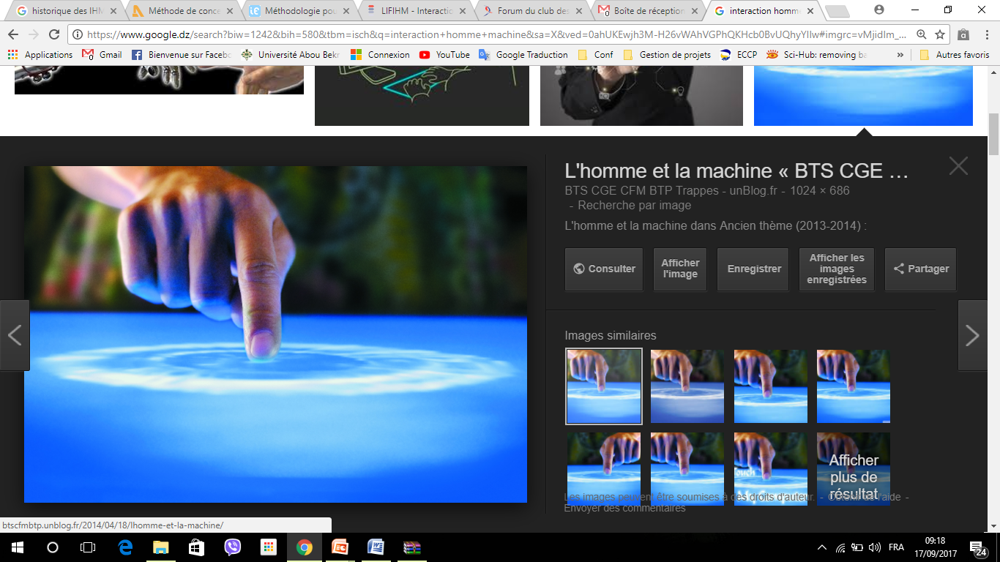 historique des IHM
Méthode de conce
Méthodologie pou
LIFIHM - Interactio
Forum du club des
Boîte de réception
interaction homm
https://www.google.dz/search?biw=1242&bih=580&tbm=isch&q=interaction+homme+machine&sa=X&ved=0ahUKEwjh3M-H26vWAhVGPhQKHcb0BvUQhyYIIw#imgrc=vMjidIm_...
Applications
Gmail
Bienvenue sur Facebo
Université Abou Bekr
Connexion
YouTube
Google Traduction
Conf
Gestion de projets
ECCP
Sci-Hub: removing ba
»
Autres favoris
L'homme et la machine « BTS CGE …
BTS CGE CFM BTP Trappes - unBlog.fr - 1024 × 686
- Recherche par image
L'homme et la machine dans Ancien thème (2013-2014) :
Consulter
Afficher
l'image
Enregistrer
Afficher les
images
enregistrées
Partager
Images similaires
Touch
Afficher
plus de
résultat
Les images peuvent être soumises à des droits d'auteur. - Obtenir de l'aide -
Envoyer des commentaires
btscfmbtp.unblog.fr/2014/04/18/lhomme-et-la-machine/
FRA
09:18
17/09/2017
24